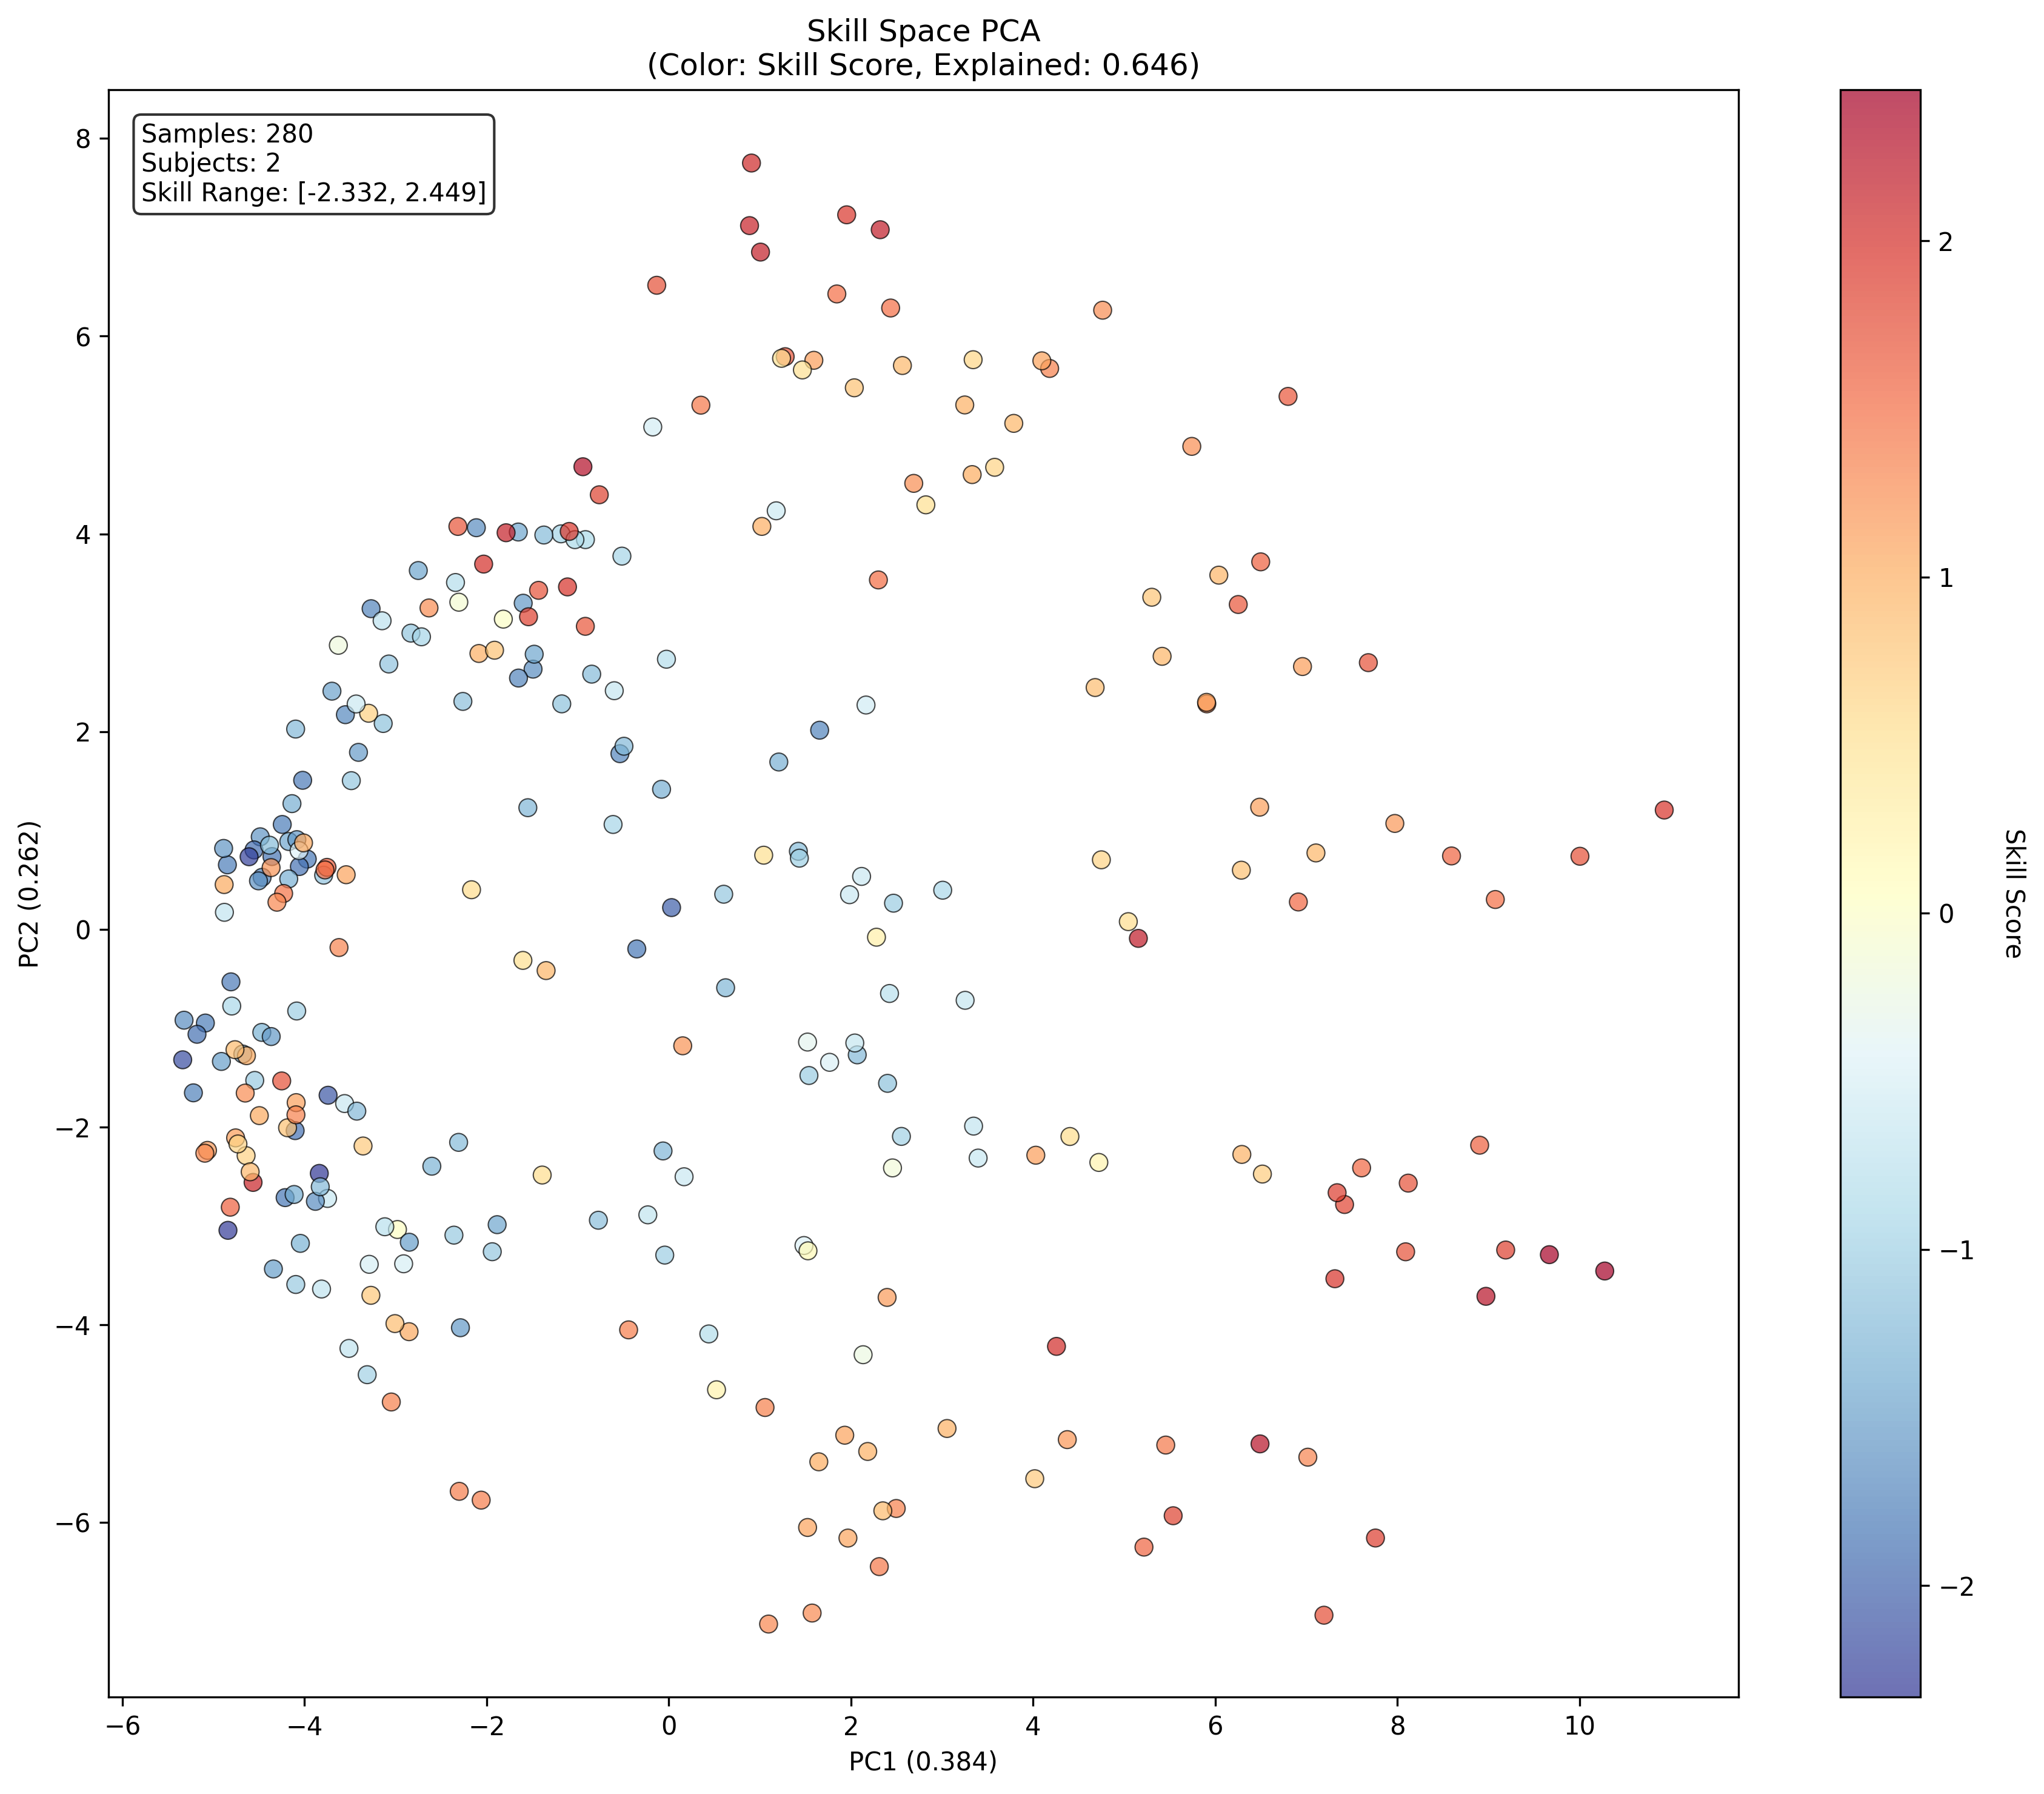 Skill Space PCA
(Color: Skill Score, Explained: 0.646)
Samples: 280
Subjects: 2
Skill Range: [-2.332, 2.449]
8
6
4
2
0
−2
−4
−6
PC2 (0.262)
−6
−4
−2
0
2
4
6
8
10
PC1 (0.384)
2
1
0
−1
−2
Skill Score